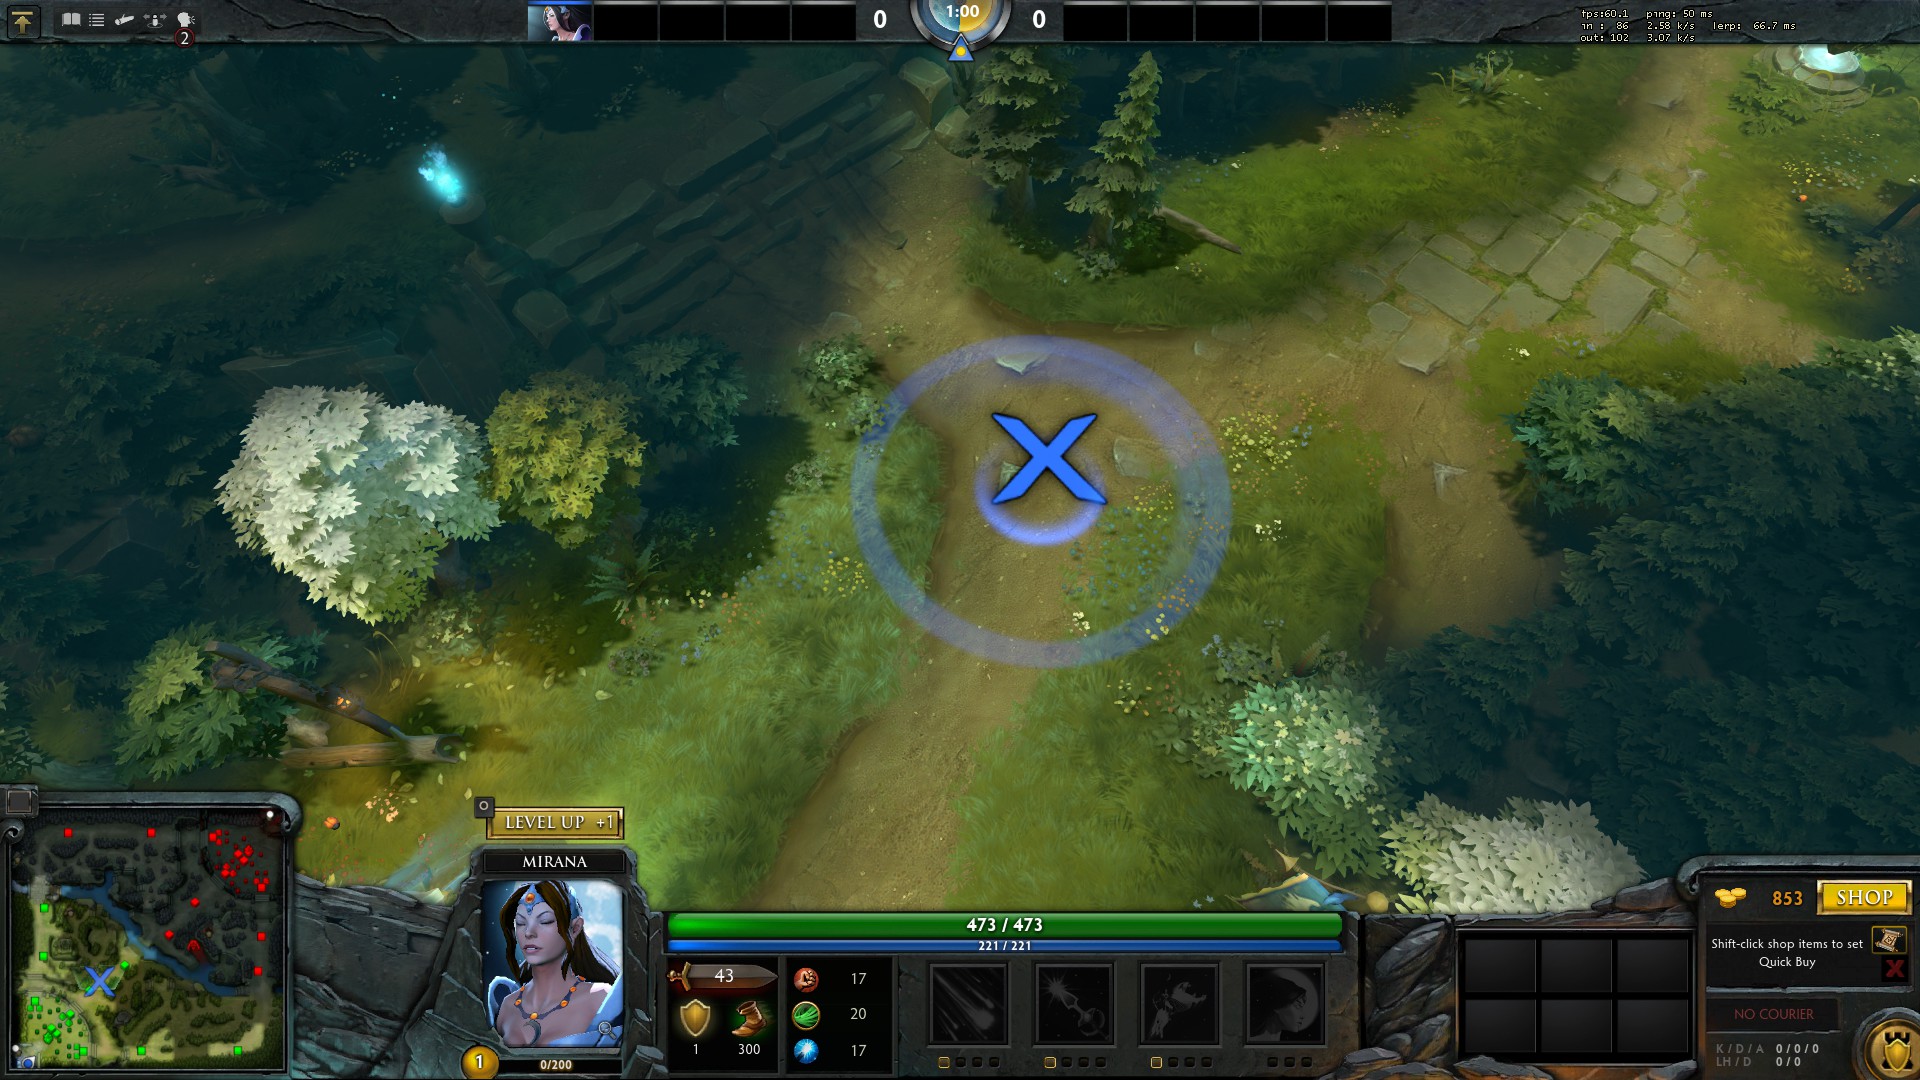 2
0
1:00
0
fps:60.1 ping: 50 ms
in : 86 2.58 k/s lerp: 66.7 ms
out: 102 3.07 k/s
O
LEVEL UP +1
MIRANA
1
0/200
473 / 473
221 / 221
43
1
300
17
20
17
853
SHOP
Shift-click shop items to set
Quick Buy
NO COURIER
K / D / A 0/0/0
LH / D 0/0